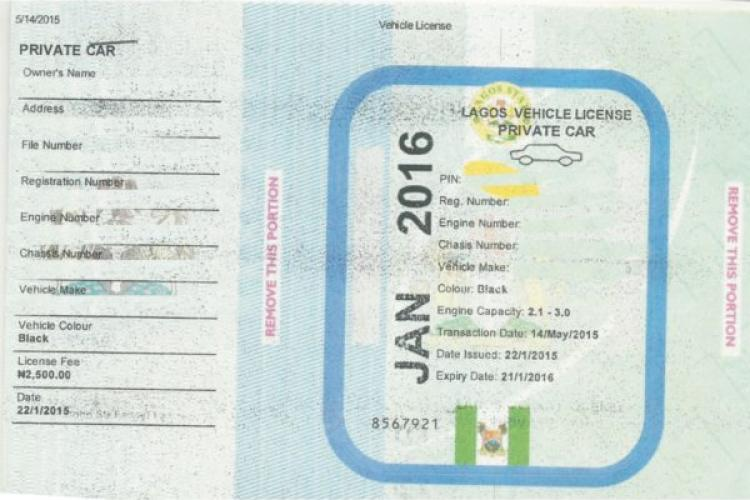 5/14/2015
Vehicle License
PRIVATE CAR
Owner's Name
Address
File Number
Registration Number
Engine Number
Chassis Number
Vehicle Make
Vehicle Colour
Black
License Fee
₦2,500.00
Date
22/1/2015
REMOVE THIS PORTION
JAN 2016
LAGOS STATE
LAGOS VEHICLE LICENSE
PRIVATE CAR
PIN:
Reg. Number:
Engine Number:
Chasis Number:
Vehicle Make:
Colour: Black
Engine Capacity: 2.1 - 3.0
Transaction Date: 14/May/2015
Date Issued: 22/1/2015
Expiry Date: 21/1/2016
8567921
REMOVE THIS PORTION